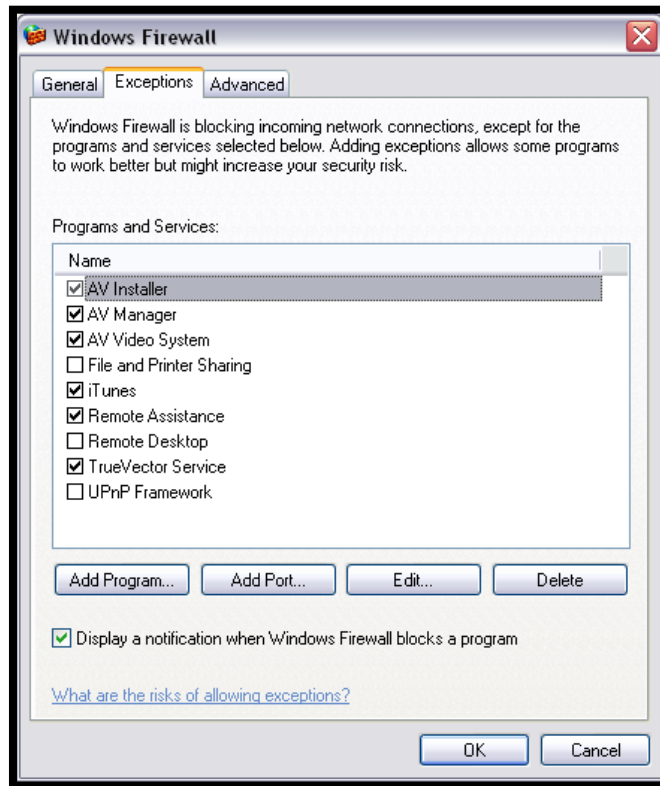 Windows Firewall
General Exceptions Advanced
Windows Firewall is blocking incoming network connections, except for the
programs and services selected below. Adding exceptions allows some programs
to work better but might increase your security risk.
Programs and Services:
Name
AV Installer
AV Manager
AV Video System
File and Printer Sharing
iTunes
Remote Assistance
Remote Desktop
TrueVector Service
UPnP Framework
Add Program... Add Port... Edit... Delete
Display a notification when Windows Firewall blocks a program
What are the risks of allowing exceptions?
OK Cancel